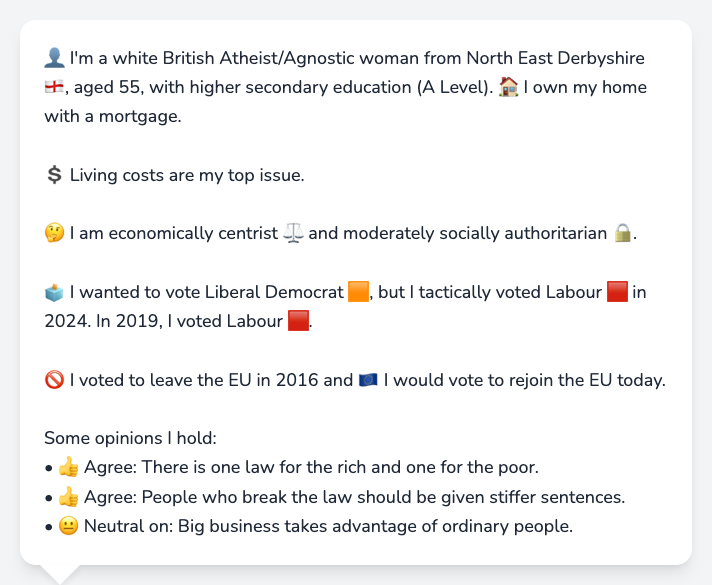 👤 I'm a white British Atheist/Agnostic woman from North East Derbyshire
🏴󠁧󠁢󠁥󠁮󠁧󠁿, aged 55, with higher secondary education (A Level). 🏠 I own my home
with a mortgage.
💲 Living costs are my top issue.
🤔 I am economically centrist ⚖️ and moderately socially authoritarian 🔒.
🗳️ I wanted to vote Liberal Democrat 🟧, but I tactically voted Labour 🟥 in
2024. In 2019, I voted Labour 🟥.
🚫 I voted to leave the EU in 2016 and 🇪🇺 I would vote to rejoin the EU today.
Some opinions I hold:
• 👍 Agree: There is one law for the rich and one for the poor.
• 👍 Agree: People who break the law should be given stiffer sentences.
• 😐 Neutral on: Big business takes advantage of ordinary people.